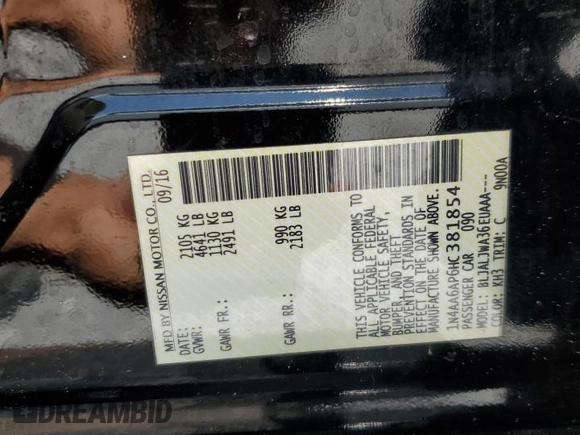 MFD BY NISSAN MOTOR CO., LTD.
DATE: 09/16
GVWR: 2105 KG
4641 LB
GAWR FR.: 1130 KG
2491 LB
GAWR RR.: 990 KG
2183 LB
THIS VEHICLE CONFORMS TO
ALL APPLICABLE FEDERAL
MOTOR VEHICLE SAFETY,
BUMPER, AND THEFT
PREVENTION STANDARDS IN
EFFECT ON THE DATE OF
MANUFACTURE SHOWN ABOVE.
1N4AA6AP6HC381854
PASSENGER CAR 090
MODEL: BLJALJWA36EUAAA---
COLOR: KH3 TRIM: C 9N00A
DREAMBID